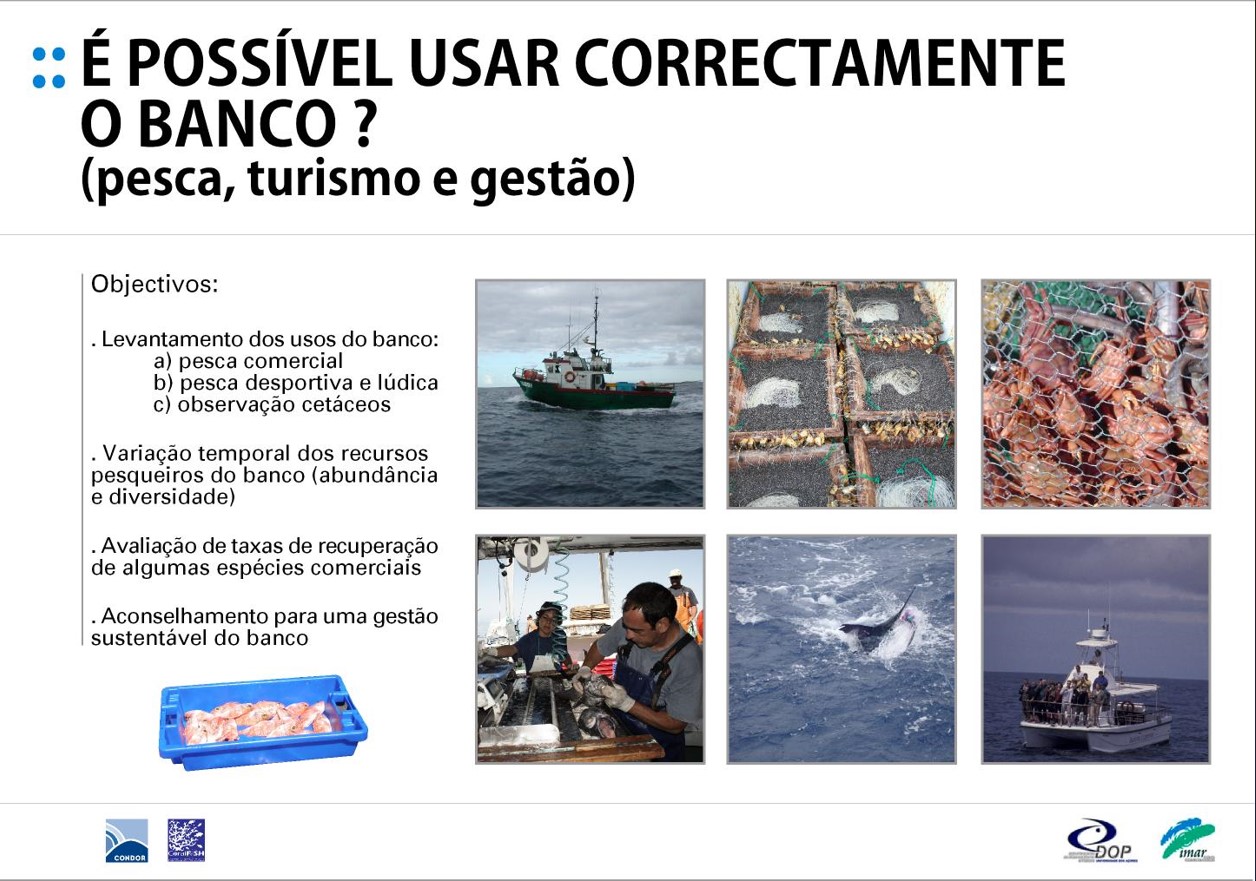 É POSSÍVEL USAR CORRECTAMENTE
O BANCO ?
(pesca, turismo e gestão)
Objectivos:
. Levantamento dos usos do banco:
a) pesca comercial
b) pesca desportiva e lúdica
c) observação cetáceos
. Variação temporal dos recursos
pesqueiros do banco (abundância
e diversidade)
. Avaliação de taxas de recuperação
de algumas espécies comerciais
. Aconselhamento para uma gestão
sustentável do banco
CONDOR
CoralFISH
DOP
imar